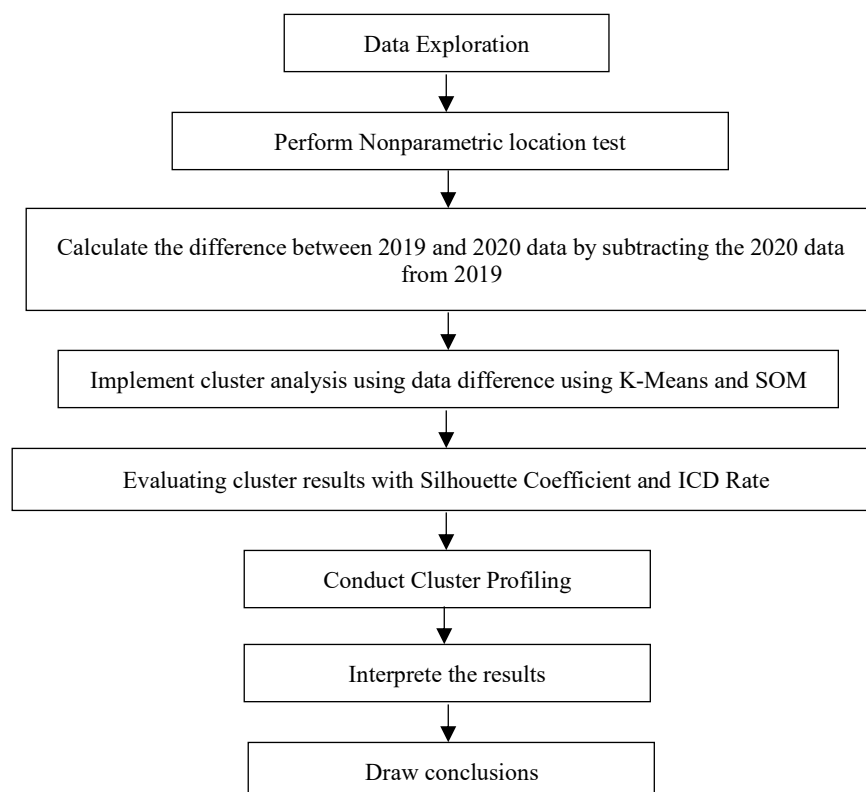 Data Exploration
Perform Nonparametric location test
Calculate the difference between 2019 and 2020 data by subtracting the 2020 data
from 2019
Implement cluster analysis using data difference using K-Means and SOM
Evaluating cluster results with Silhouette Coefficient and ICD Rate
Conduct Cluster Profiling
Interprete the results
Draw conclusions